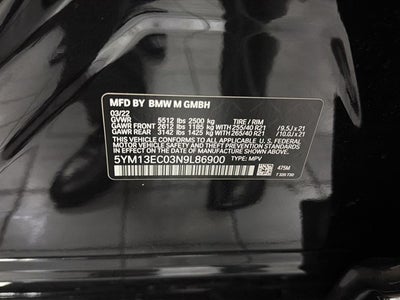 MFD BY BMW M GMBH
03/22
GVWR 5512 lbs 2500 kg TIRE / RIM
GAWR FRONT 2612 lbs 1185 kg WITH 255/40 R21 /9.5J x 21
GAWR REAR 3142 lbs 1425 kg WITH 265/40 R21 /10.0J x 21
THIS VEHICLE CONFORMS TO ALL APPLICABLE U.S. FEDERAL
MOTOR VEHICLE SAFETY AND THEFT PREVENTION STANDARDS IN
EFFECT ON THE DATE OF MANUFACTURE SHOWN ABOVE.
5YM13EC03N9L86900 TYPE: MPV
475M